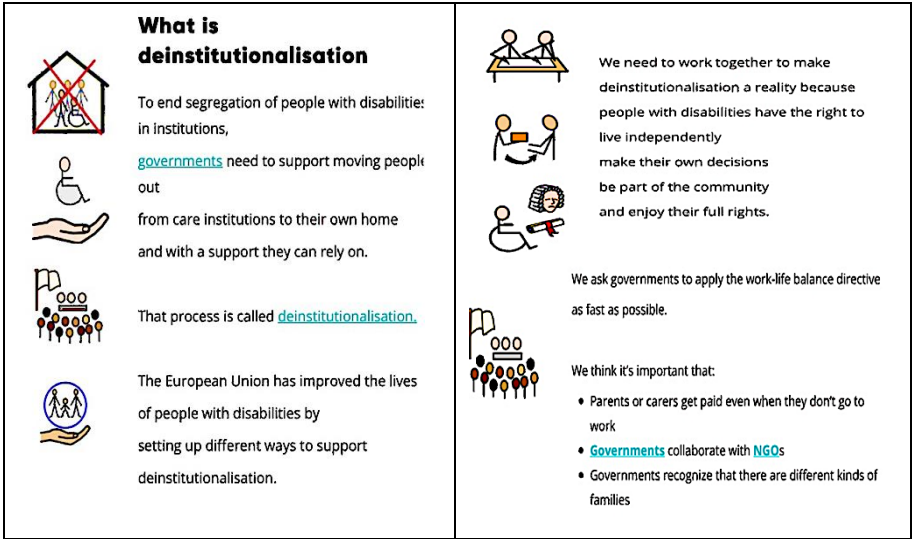 What is
deinstitutionalisation
To end segregation of people with disabilities
in institutions,
governments need to support moving people
out
from care institutions to their own home
and with a support they can rely on.
That process is called deinstitutionalisation.
The European Union has improved the lives
of people with disabilities by
setting up different ways to support
deinstitutionalisation.
We need to work together to make
deinstitutionalisation a reality because
people with disabilities have the right to
live independently
make their own decisions
be part of the community
and enjoy their full rights.
We ask governments to apply the work-life balance directive
as fast as possible.
We think it's important that:
• Parents or carers get paid even when they don't go to
work
• Governments collaborate with NGOs
• Governments recognize that there are different kinds of
families